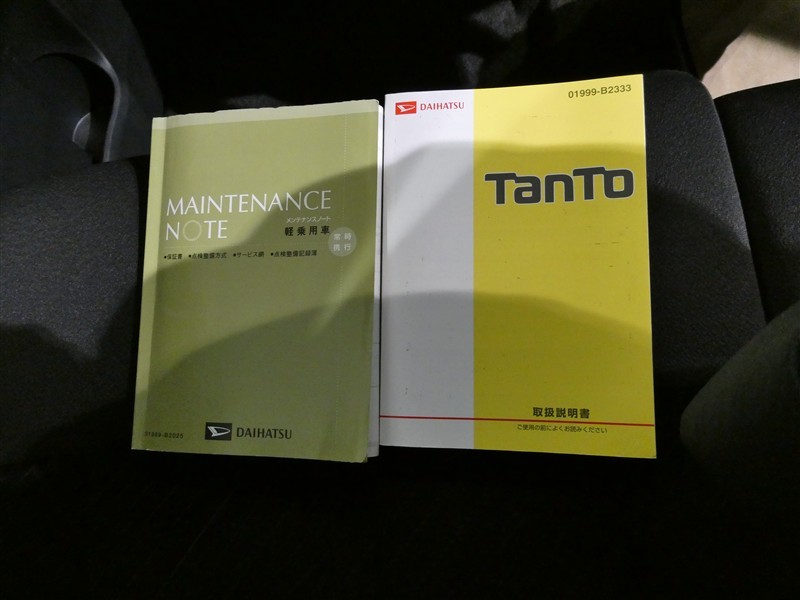 MAINTENANCE
NOTE
メンテナンスノート
軽乗用車
常時
携行
●保証書 ●点検整備方式 ●サービス網 ●点検整備記録簿
01999-B2023
DAIHATSU
DAIHATSU
01999-B2333
TanTo
取扱説明書
ご使用の前によくお読みください